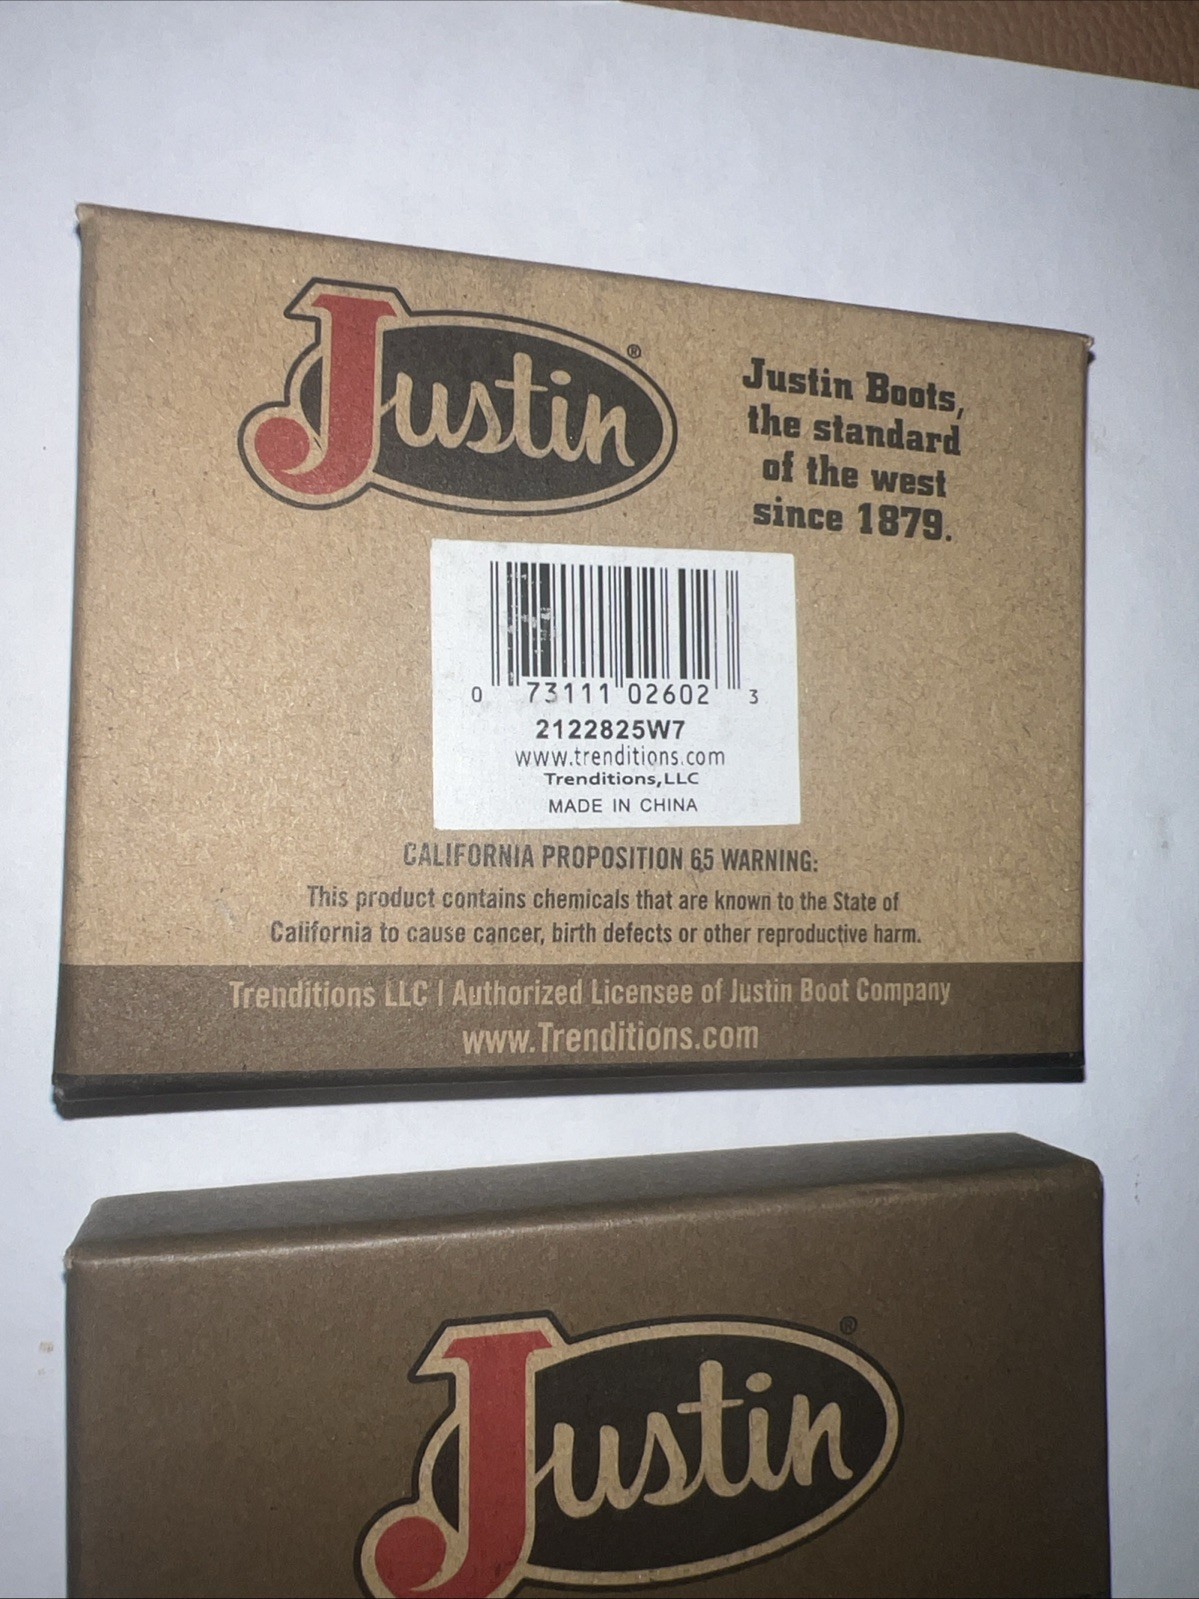 Justin®
Justin Boots,
the standard
of the west
since 1879.
0 73111 02602 3
2122825W7
www.trenditions.com
Trenditions,LLC
MADE IN CHINA
CALIFORNIA PROPOSITION 65 WARNING:
This product contains chemicals that are known to the State of
California to cause cancer, birth defects or other reproductive harm.
Trenditions LLC | Authorized Licensee of Justin Boot Company
www.Trenditions.com
Justin®